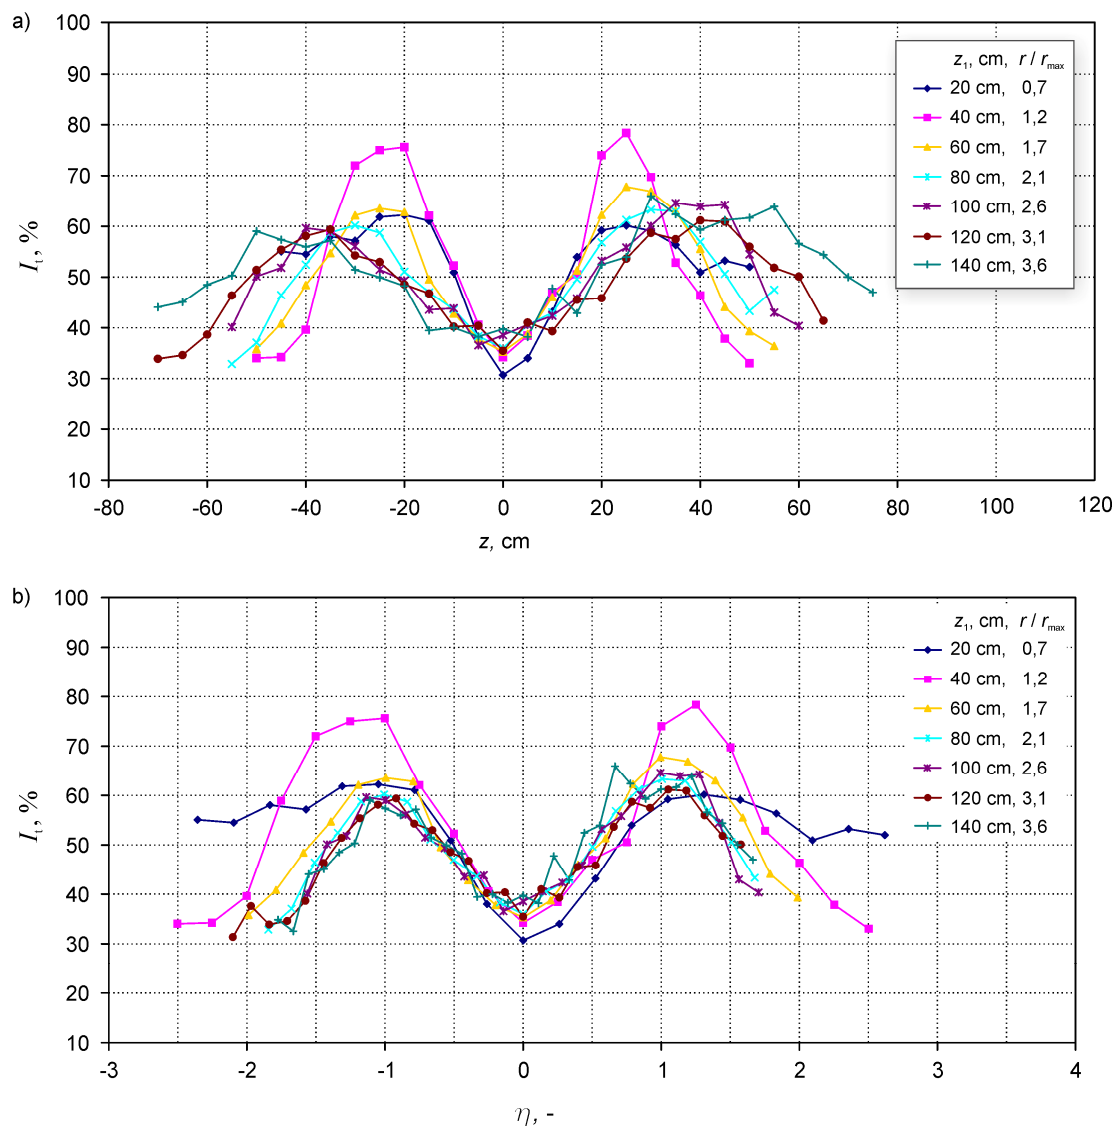 a)
100
90
80
70
60
50
40
30
20
10
I_t, %
-80 -60 -40 -20 0 20 40 60 80 100 120
z, cm
z₁, cm, r / r_max
20 cm, 0,7
40 cm, 1,2
60 cm, 1,7
80 cm, 2,1
100 cm, 2,6
120 cm, 3,1
140 cm, 3,6
b)
100
90
80
70
60
50
40
30
20
10
I_t, %
-3 -2 -1 0 1 2 3 4
η, -
z₁, cm, r / r_max
20 cm, 0,7
40 cm, 1,2
60 cm, 1,7
80 cm, 2,1
100 cm, 2,6
120 cm, 3,1
140 cm, 3,6